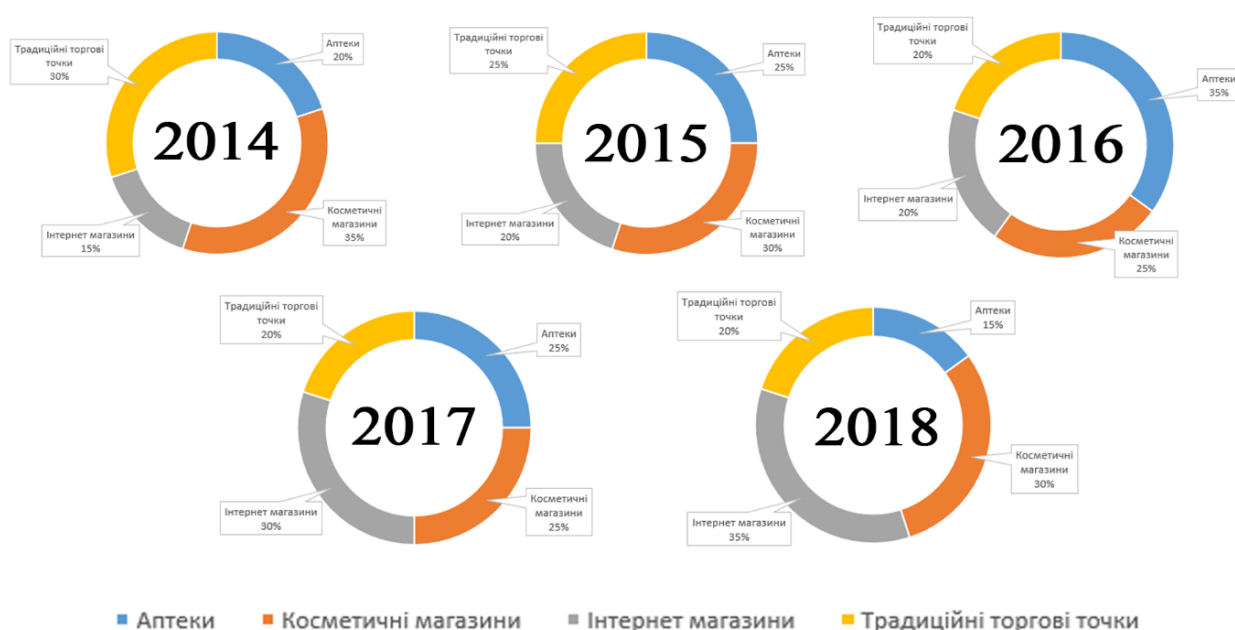 Традиційні торгові
точки
30%
Аптеки
20%
2014
Інтернет магазини
15%
Косметичні
магазини
35%
Традиційні торгові
точки
25%
Аптеки
25%
2015
Інтернет магазини
20%
Косметичні
магазини
30%
Традиційні торгові
точки
20%
Аптеки
35%
2016
Інтернет магазини
20%
Косметичні
магазини
25%
Традиційні торгові
точки
20%
Аптеки
25%
2017
Інтернет магазини
30%
Косметичні
магазини
25%
Традиційні торгові
точки
20%
Аптеки
15%
2018
Косметичні
магазини
30%
Інтернет магазини
35%
Аптеки Косметичні магазини Інтернет магазини Традиційні торгові точки